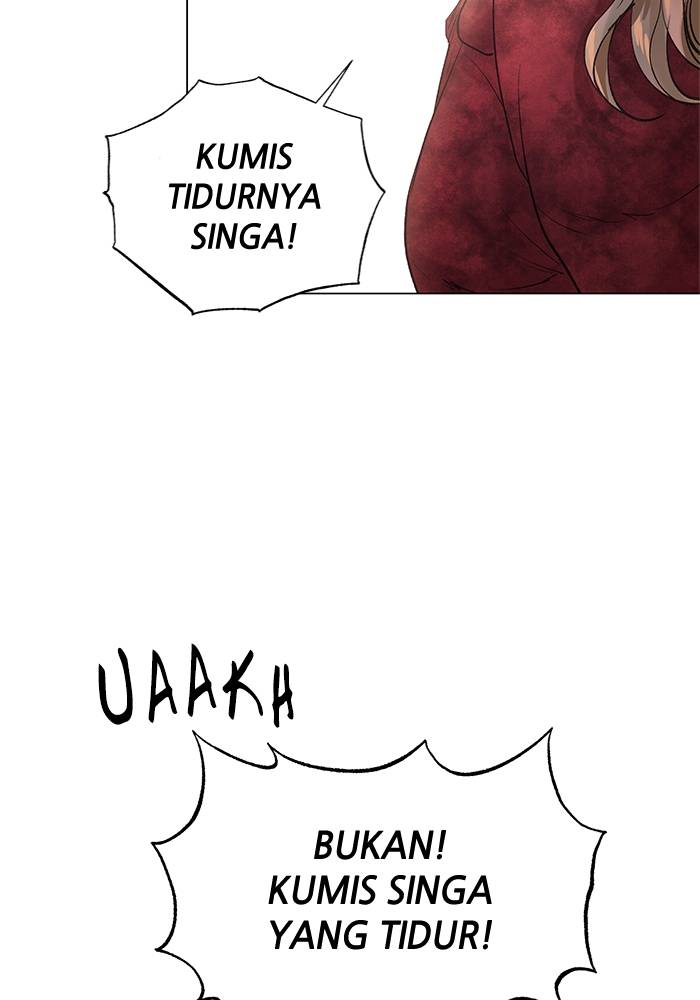 KUMIS
TIDURNYA
SINGA!
UAAKH
BUKAN!
KUMIS SINGA
YANG TIDUR!